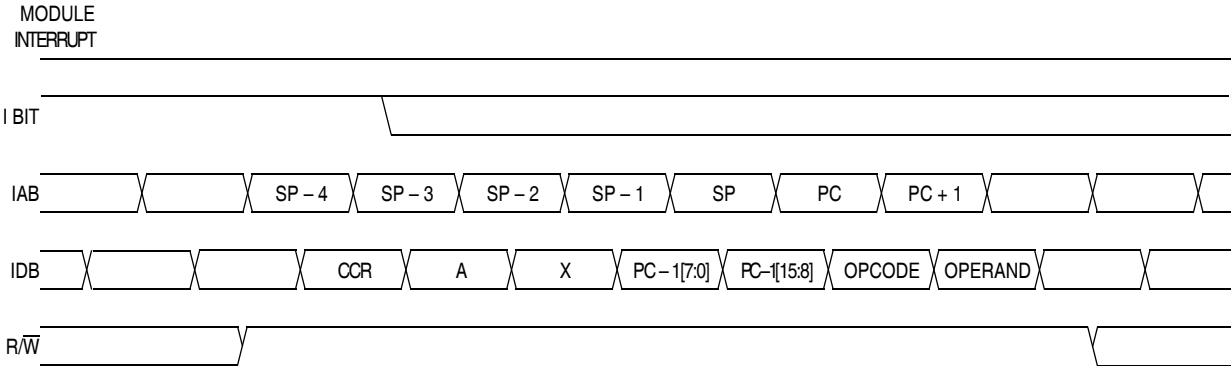 MODULE
INTERRUPT
I BIT
IAB SP – 4 SP – 3 SP – 2 SP – 1 SP PC PC + 1
IDB CCR A X PC – 1[7:0] PC–1[15:8] OPCODE OPERAND
R/W̅